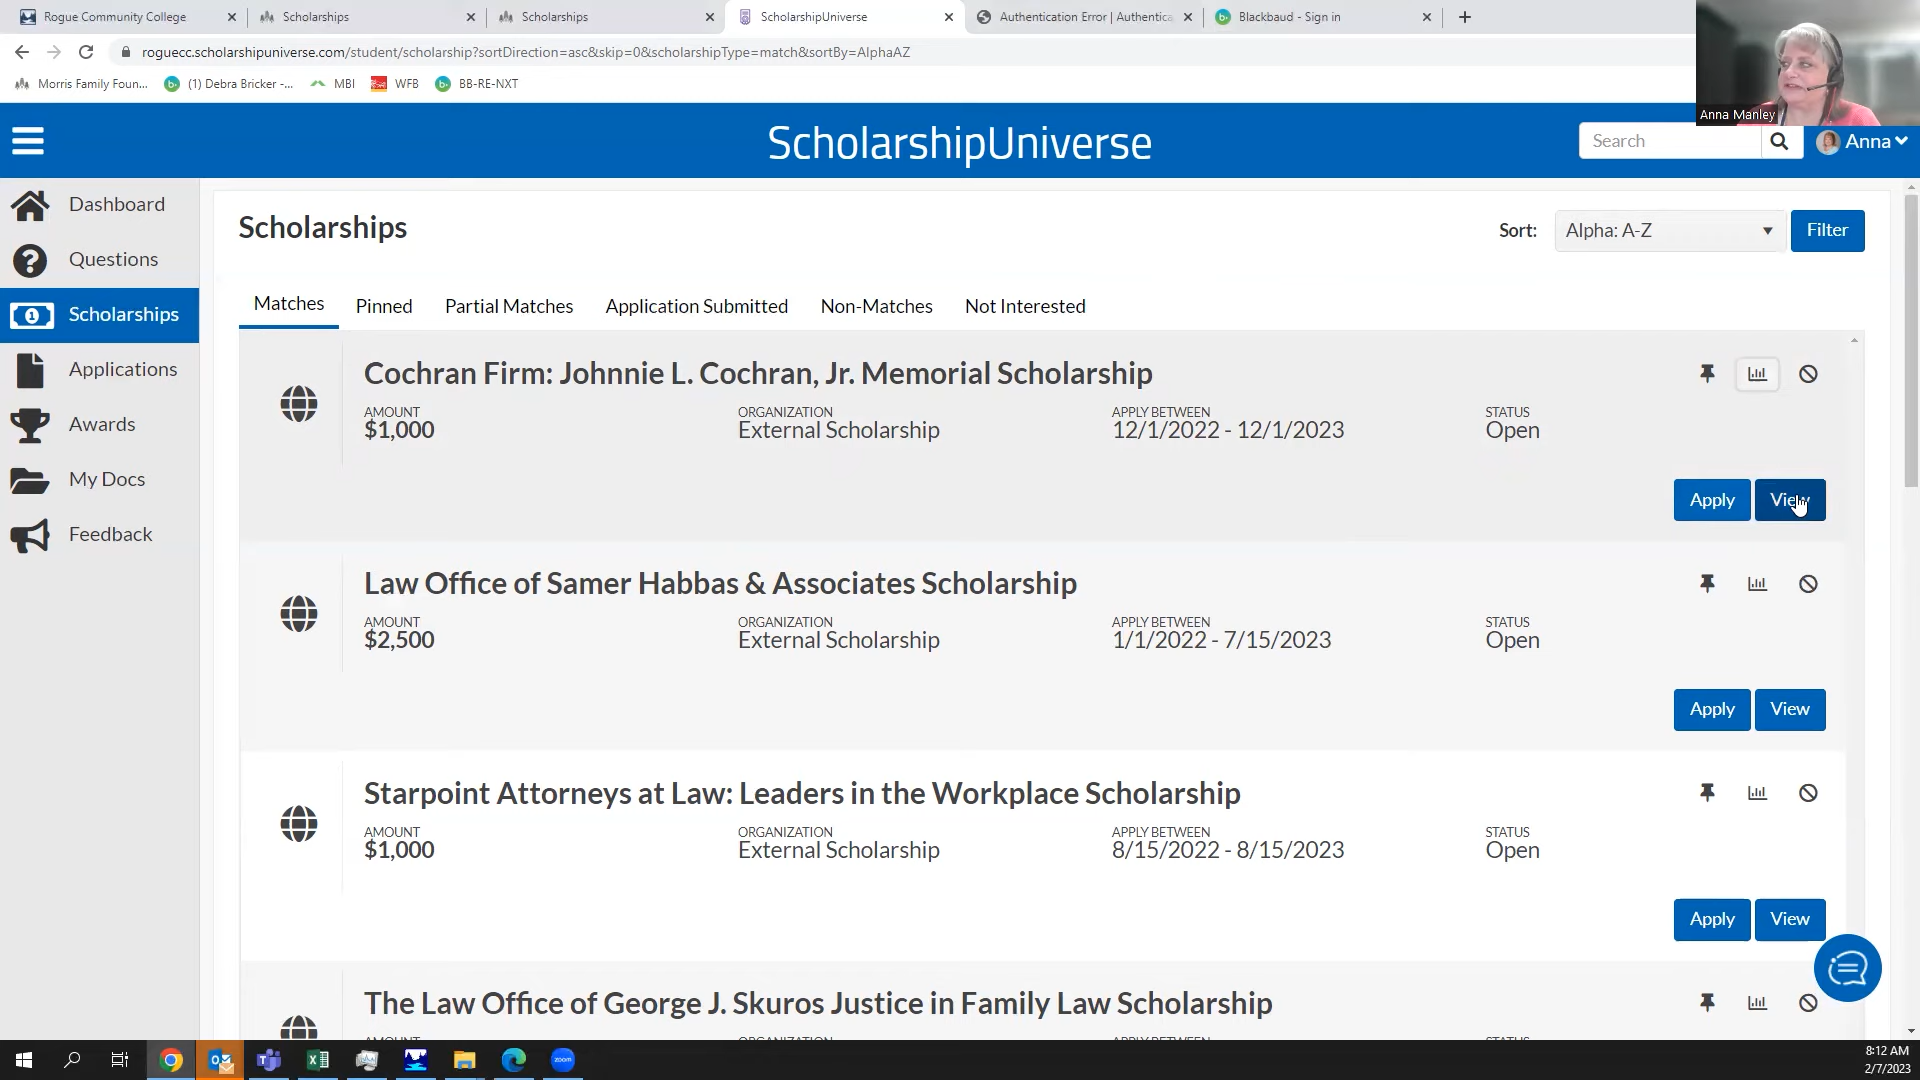 Rogue Community College
Scholarships
Scholarships
ScholarshipUniverse
Authentication Error | Authentica
Blackbaud - Sign in
roguecc.scholarshipuniverse.com/student/scholarship?sortDirection=asc&skip=0&scholarshipType=match&sortBy=AlphaAZ
Morris Family Foun...
(1) Debra Bricker -...
MBI
WFB
BB-RE-NXT
Anna Manley
ScholarshipUniverse
Search
Anna
Dashboard
Questions
Scholarships
Applications
Awards
My Docs
Feedback
Scholarships
Sort:
Alpha: A-Z
Filter
Matches
Pinned
Partial Matches
Application Submitted
Non-Matches
Not Interested
Cochran Firm: Johnnie L. Cochran, Jr. Memorial Scholarship
AMOUNT
$1,000
ORGANIZATION
External Scholarship
APPLY BETWEEN
12/1/2022 - 12/1/2023
STATUS
Open
Apply
View
Law Office of Samer Habbas & Associates Scholarship
AMOUNT
$2,500
ORGANIZATION
External Scholarship
APPLY BETWEEN
1/1/2022 - 7/15/2023
STATUS
Open
Apply
View
Starpoint Attorneys at Law: Leaders in the Workplace Scholarship
AMOUNT
$1,000
ORGANIZATION
External Scholarship
APPLY BETWEEN
8/15/2022 - 8/15/2023
STATUS
Open
Apply
View
The Law Office of George J. Skuros Justice in Family Law Scholarship
zoom
8:12 AM
2/7/2023